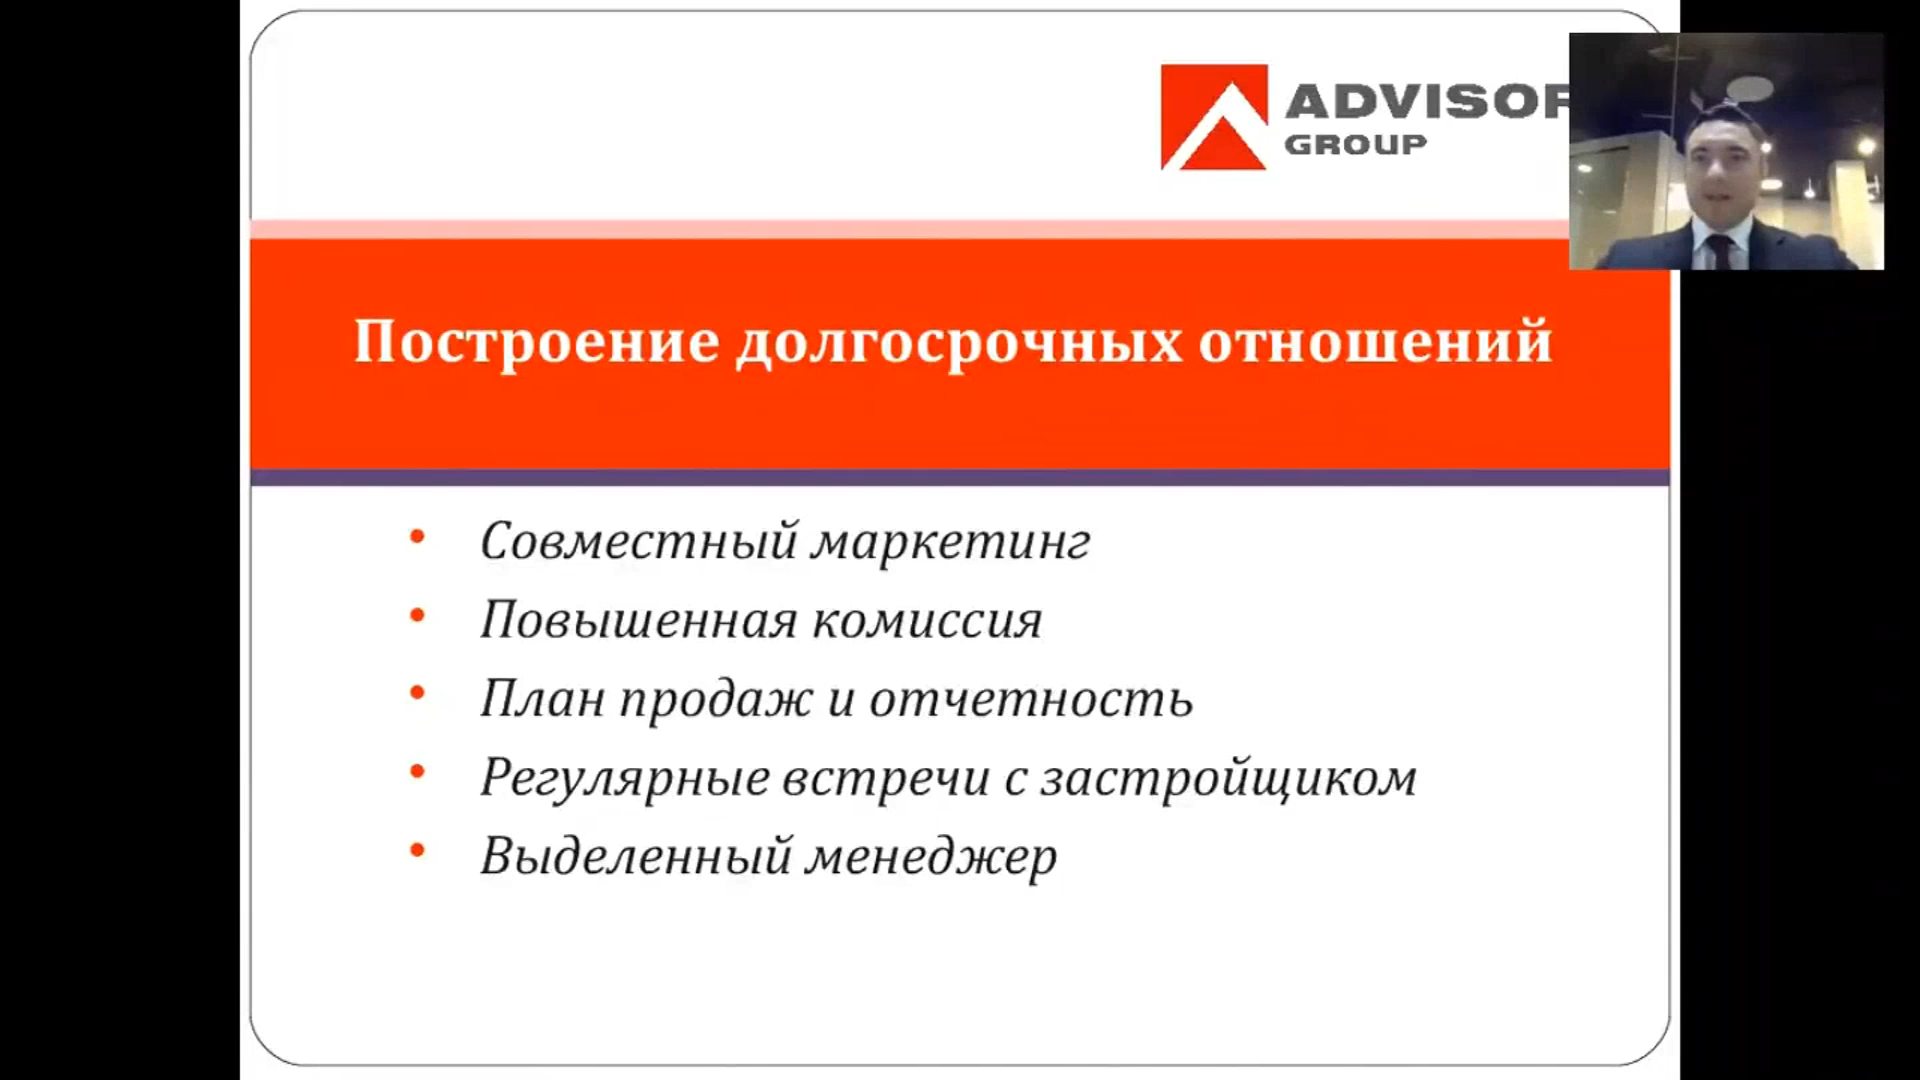 ADVISOR
GROUP
Построение долгосрочных отношений
Совместный маркетинг
Повышенная комиссия
План продаж и отчетность
Регулярные встречи с застройщиком
Выделенный менеджер